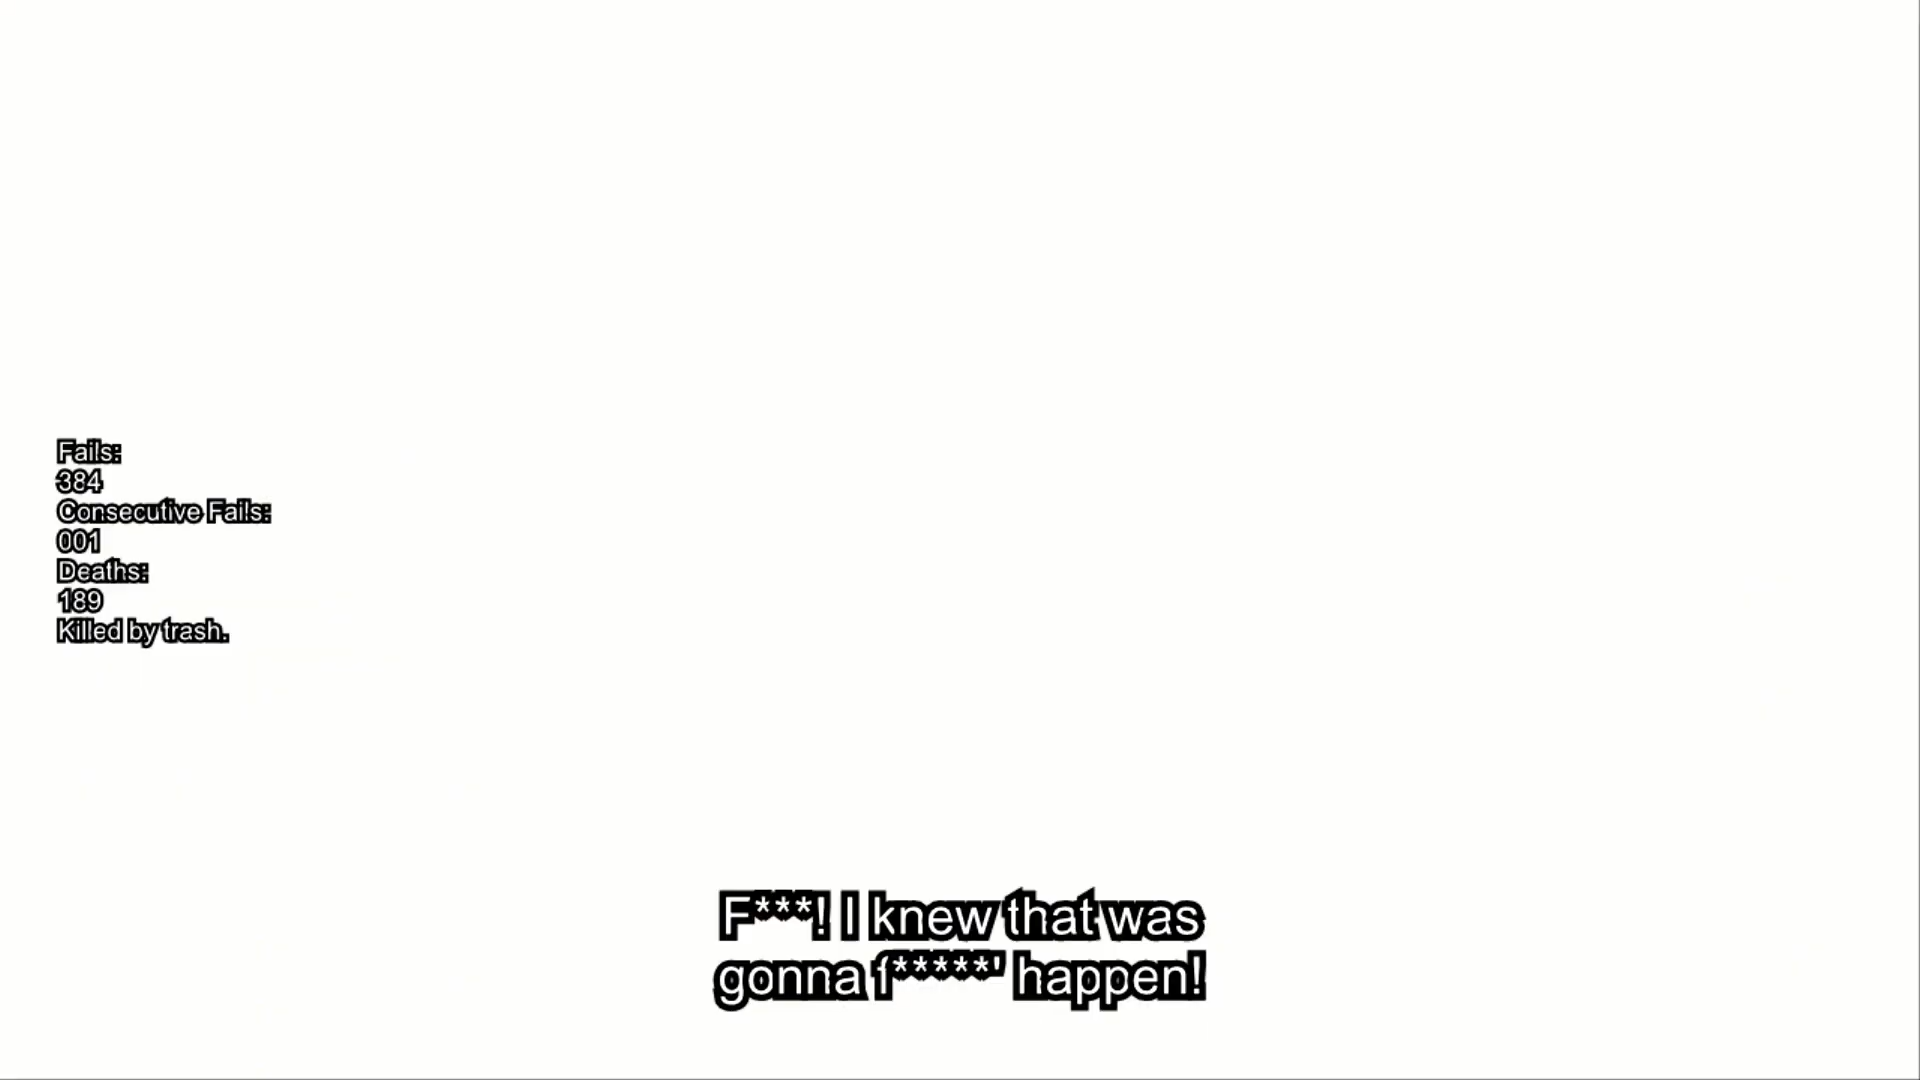 Fails:
384
Consecutive Fails:
001
Deaths:
189
Killed by trash.
F***! I knew that was
gonna f*****' happen!